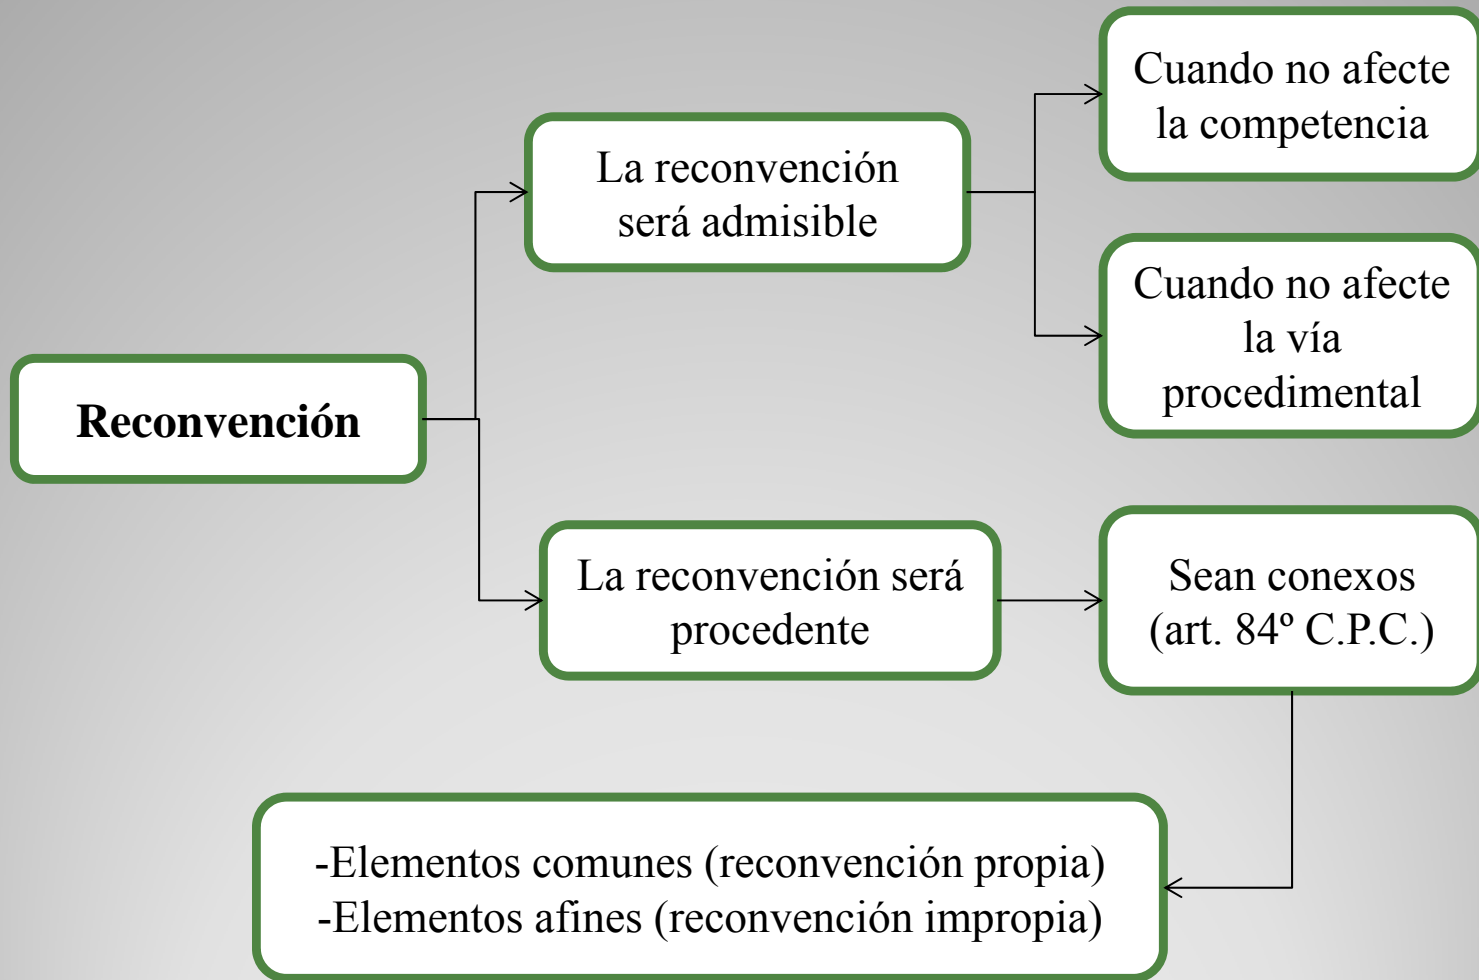 Cuando no afecte
la competencia
La reconvención
será admisible
Cuando no afecte
la vía
procedimental
Reconvención
La reconvención será
procedente
Sean conexos
(art. 84º C.P.C.)
-Elementos comunes (reconvención propia)
-Elementos afines (reconvención impropia)